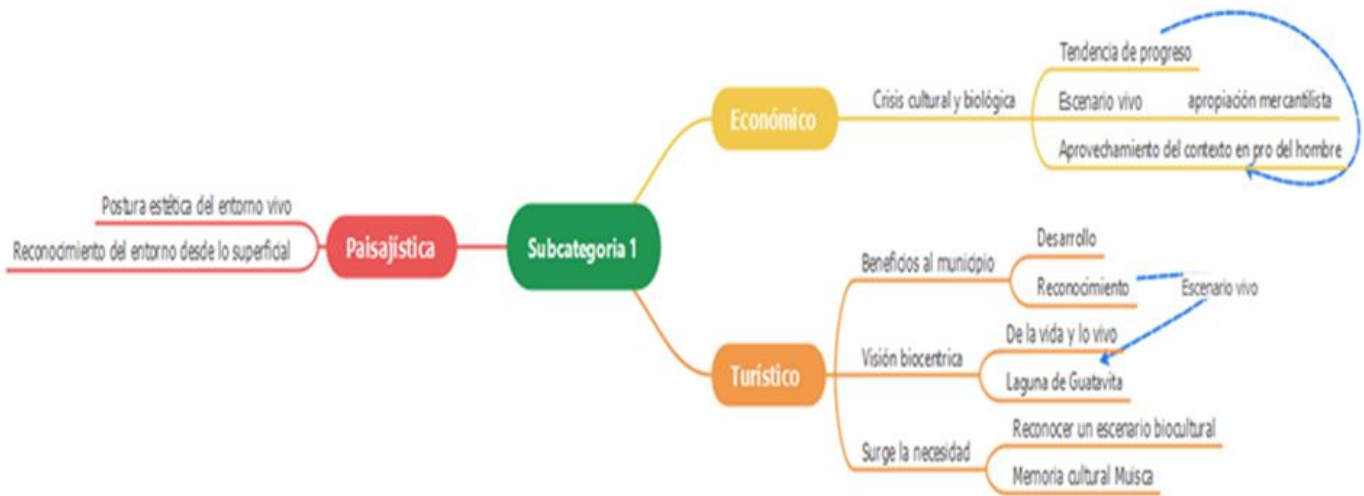 Subcategoria 1
Paisajística
Postura estética del entorno vivo
Reconocimiento del entorno desde lo superficial
Económico
Crisis cultural y biológica
Tendencia de progreso
Escenario vivo apropiación mercantilista
Aprovechamiento del contexto en pro del hombre
Turístico
Beneficios al municipio
Desarrollo
Reconocimiento
Escenario vivo
Visión biocentrica
De la vida y lo vivo
Laguna de Guatavita
Surge la necesidad
Reconocer un escenario biocultural
Memoria cultural Muisca